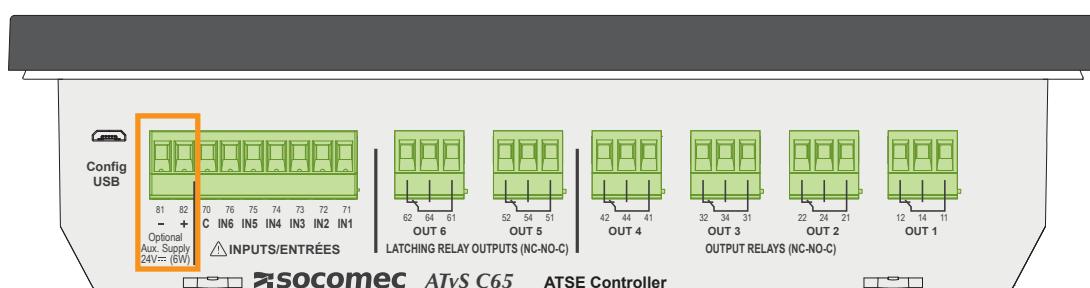 Config
USB
81 82 70 76 75 74 73 72 71
– + C IN6 IN5 IN4 IN3 IN2 IN1
Optional
Aux. Supply
24V⎓ (6W)
⚠ INPUTS/ENTRÉES
62 64 61
OUT 6
52 54 51
OUT 5
LATCHING RELAY OUTPUTS (NC-NO-C)
42 44 41
OUT 4
32 34 31
OUT 3
22 24 21
OUT 2
12 14 11
OUT 1
OUTPUT RELAYS (NC-NO-C)
socomec ATyS C65 ATSE Controller